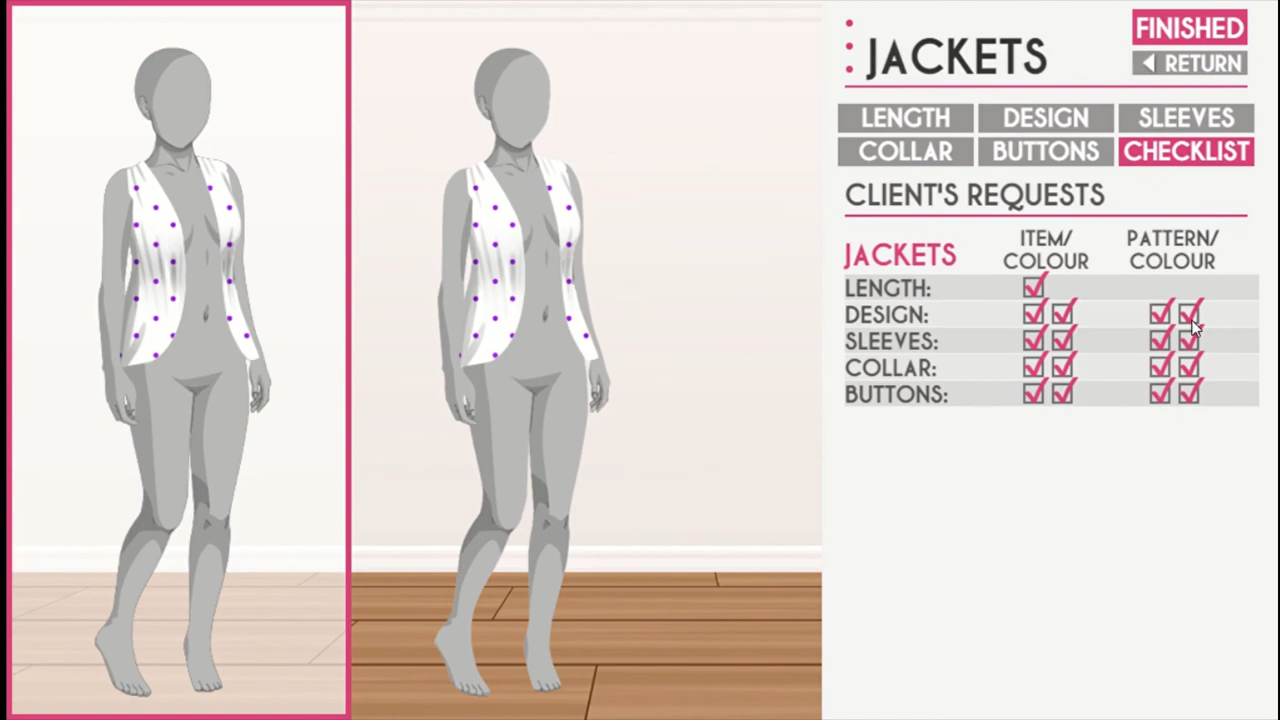 JACKETS
FINISHED
RETURN
LENGTH DESIGN SLEEVES
COLLAR BUTTONS CHECKLIST
CLIENT'S REQUESTS
JACKETS
ITEM/
COLOUR
PATTERN/
COLOUR
LENGTH:
DESIGN:
SLEEVES:
COLLAR:
BUTTONS: